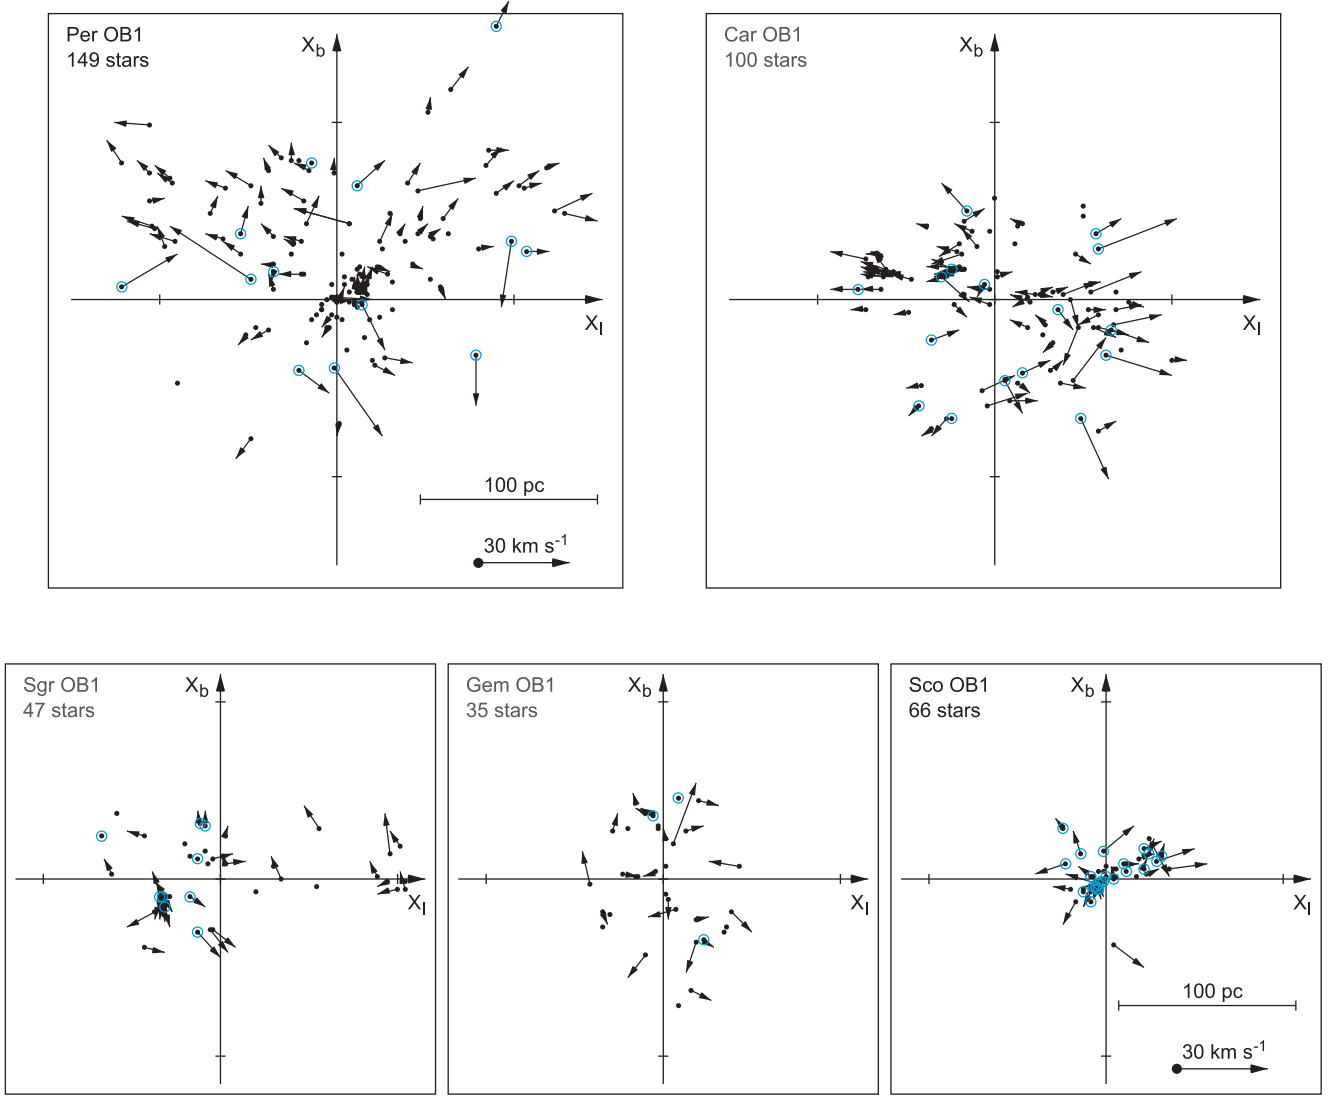 Per OB1
149 stars
X_b
X_l
100 pc
30 km s⁻¹
Car OB1
100 stars
X_b
X_l
Sgr OB1
47 stars
X_b
X_l
Gem OB1
35 stars
X_b
X_l
Sco OB1
66 stars
X_b
X_l
100 pc
30 km s⁻¹